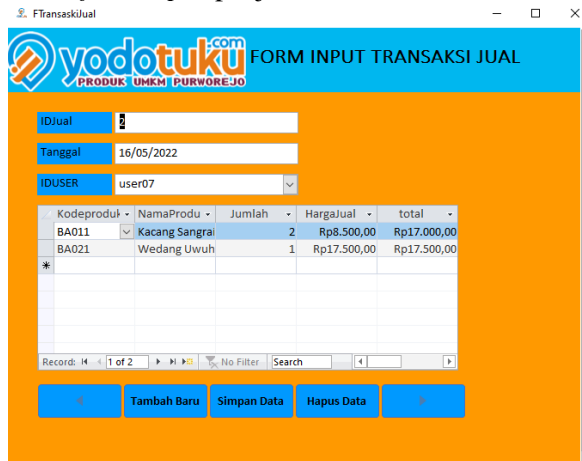 FTransaskiJual
yodotuku.com
PRODUK UMKM PURWOREJO
FORM INPUT TRANSAKSI JUAL
IDJual 2
Tanggal 16/05/2022
IDUSER user07
Kodeproduk NamaProdu Jumlah HargaJual total
BA011 Kacang Sangrai 2 Rp8.500,00 Rp17.000,00
BA021 Wedang Uwuh 1 Rp17.500,00 Rp17.500,00
*
Record: 1 of 2 No Filter Search
Tambah Baru Simpan Data Hapus Data